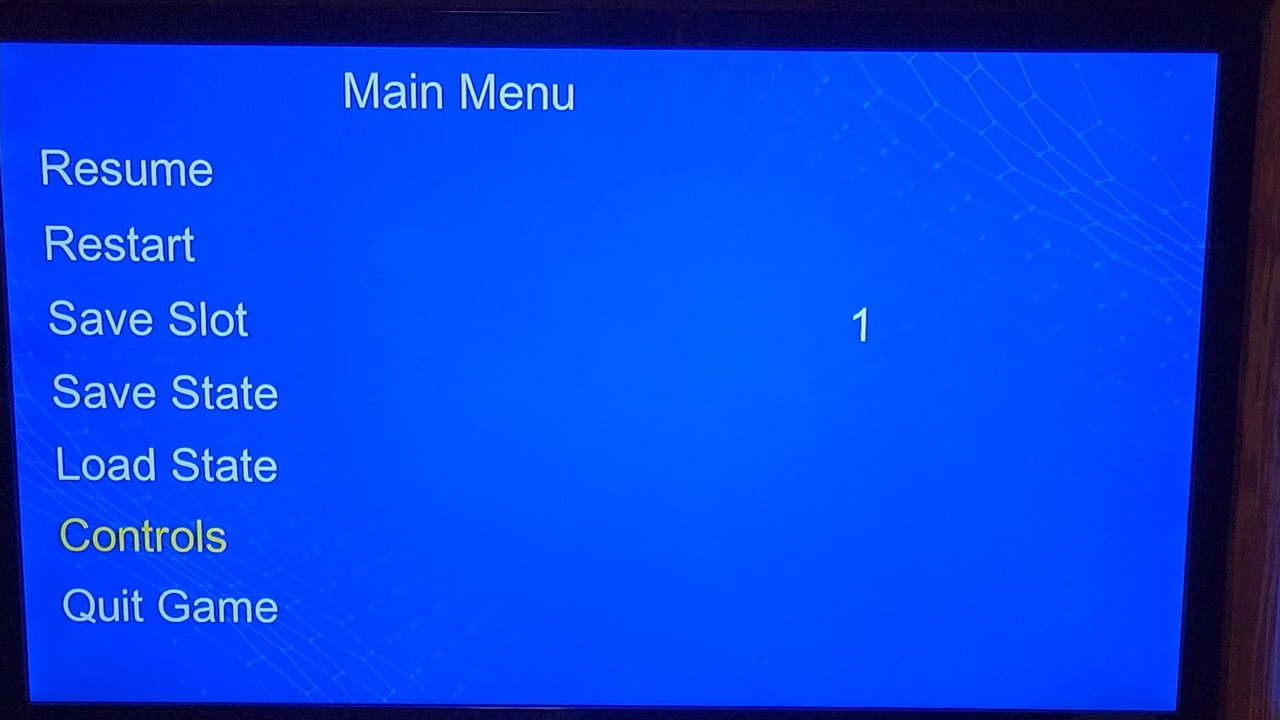 Main Menu
Resume
Restart
Save Slot 1
Save State
Load State
Controls
Quit Game